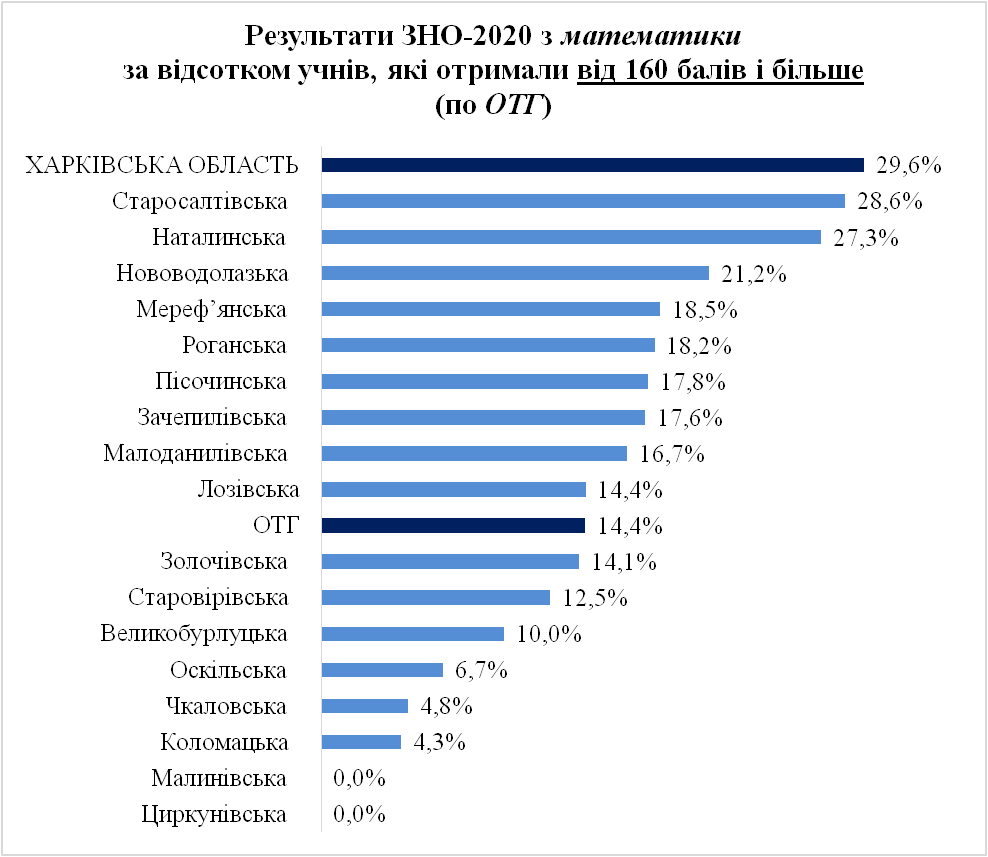 Результати ЗНО-2020 з математики
за відсотком учнів, які отримали від 160 балів і більше
(по ОТГ)
ХАРКІВСЬКА ОБЛАСТЬ 29,6%
Старосалтівська 28,6%
Наталинська 27,3%
Нововодолазька 21,2%
Мереф’янська 18,5%
Роганська 18,2%
Пісочинська 17,8%
Зачепилівська 17,6%
Малоданилівська 16,7%
Лозівська 14,4%
ОТГ 14,4%
Золочівська 14,1%
Старовірівська 12,5%
Великобурлуцька 10,0%
Оскільська 6,7%
Чкаловська 4,8%
Коломацька 4,3%
Малинівська 0,0%
Циркунівська 0,0%